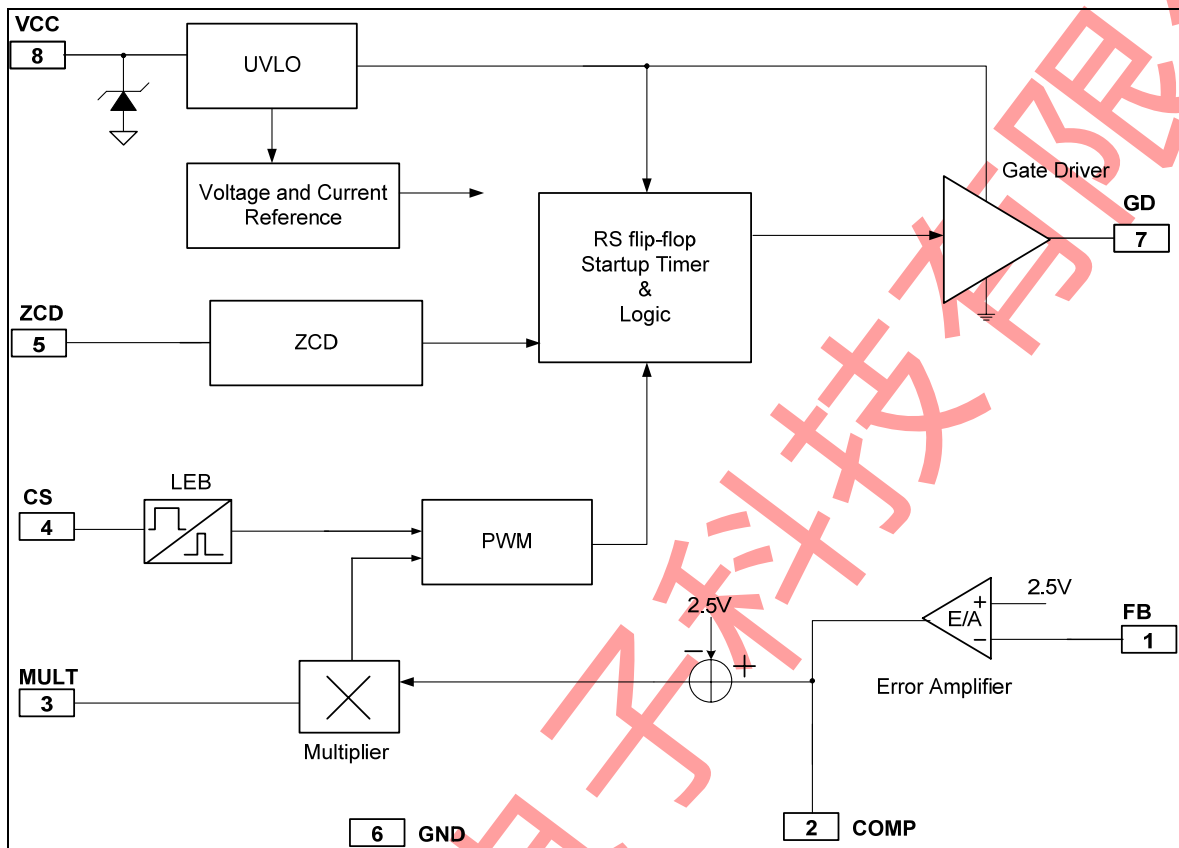 VCC
8
UVLO
Voltage and Current
Reference
RS flip-flop
Startup Timer
&
Logic
Gate Driver
GD
7
ZCD
5
ZCD
LEB
CS
4
PWM
2.5V
−
+
E/A
+
−
2.5V
FB
1
Error Amplifier
MULT
3
Multiplier
6
GND
2
COMP
子科技有限